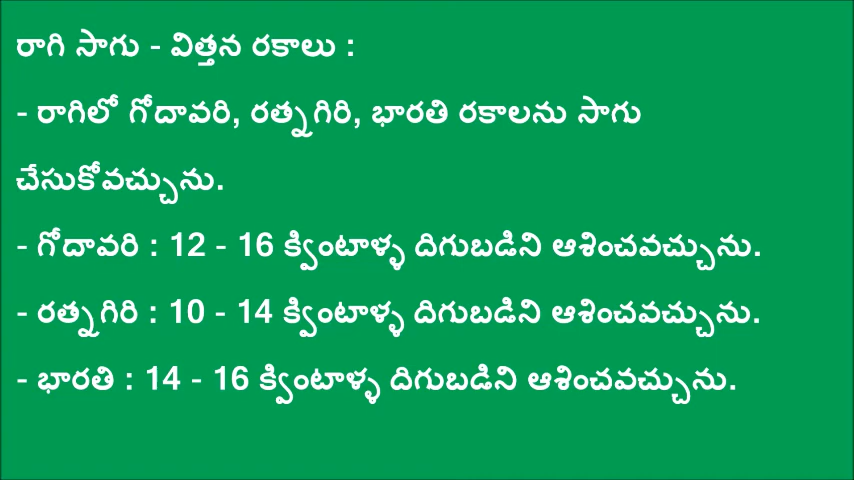 రాగి సాగు - విత్తన రకాలు :
- రాగిలో గోదావరి, రత్నగిరి, భారతి రకాలను సాగు
చేసుకోవచ్చును.
- గోదావరి : 12 - 16 క్వింటాళ్ళ దిగుబడిని ఆశించవచ్చును.
- రత్నగిరి : 10 - 14 క్వింటాళ్ళ దిగుబడిని ఆశించవచ్చును.
- భారతి : 14 - 16 క్వింటాళ్ళ దిగుబడిని ఆశించవచ్చును.